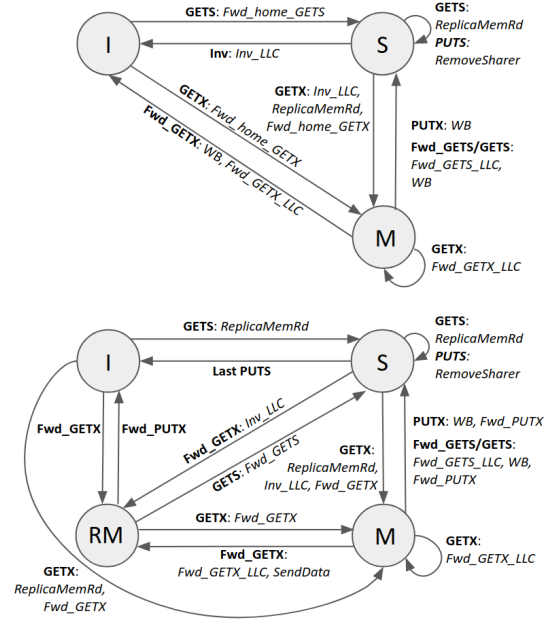 GETS: Fwd_home_GETS
I
S
GETS:
ReplicaMemRd
PUTS:
RemoveSharer
Inv: Inv_LLC
GETX: Inv_LLC,
ReplicaMemRd,
Fwd_home_GETX
GETX: Fwd_home_GETX
Fwd_GETX: WB, Fwd_GETX_LLC
PUTX: WB
Fwd_GETS/GETS:
Fwd_GETS_LLC,
WB
M
GETX:
Fwd_GETX_LLC
GETS: ReplicaMemRd
I
S
GETS:
ReplicaMemRd
PUTS:
RemoveSharer
Last PUTS
Fwd_GETX
Fwd_PUTX
Fwd_GETX: Inv_LLC
GETS: Fwd_GETS
PUTX: WB, Fwd_PUTX
Fwd_GETS/GETS:
Fwd_GETS_LLC, WB,
Fwd_PUTX
GETX:
ReplicaMemRd,
Inv_LLC, Fwd_GETX
RM
GETX: Fwd_GETX
M
Fwd_GETX:
Fwd_GETX_LLC, SendData
GETX:
Fwd_GETX_LLC
GETX:
ReplicaMemRd,
Fwd_GETX